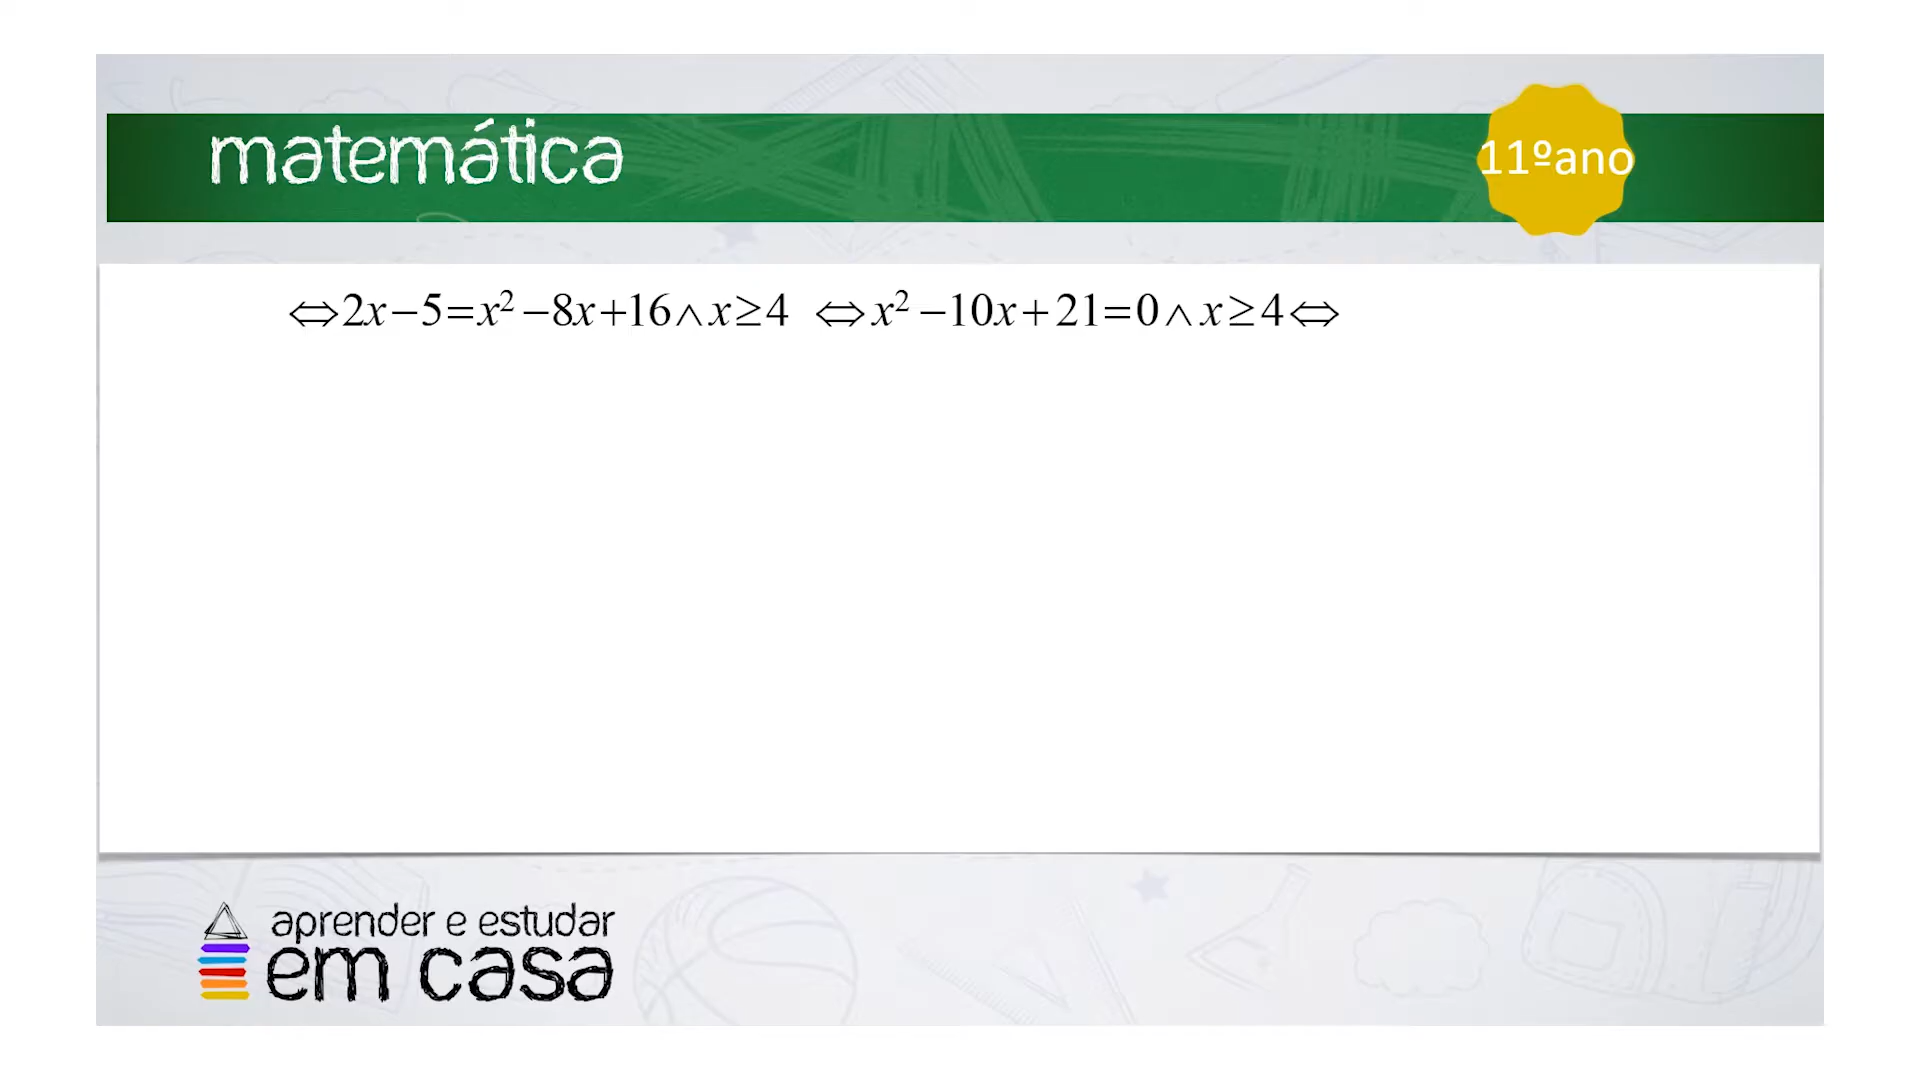 matemática
11ºano
⇔2x−5=x²−8x+16∧x≥4 ⇔x²−10x+21=0∧x≥4⇔
aprender e estudar
em casa